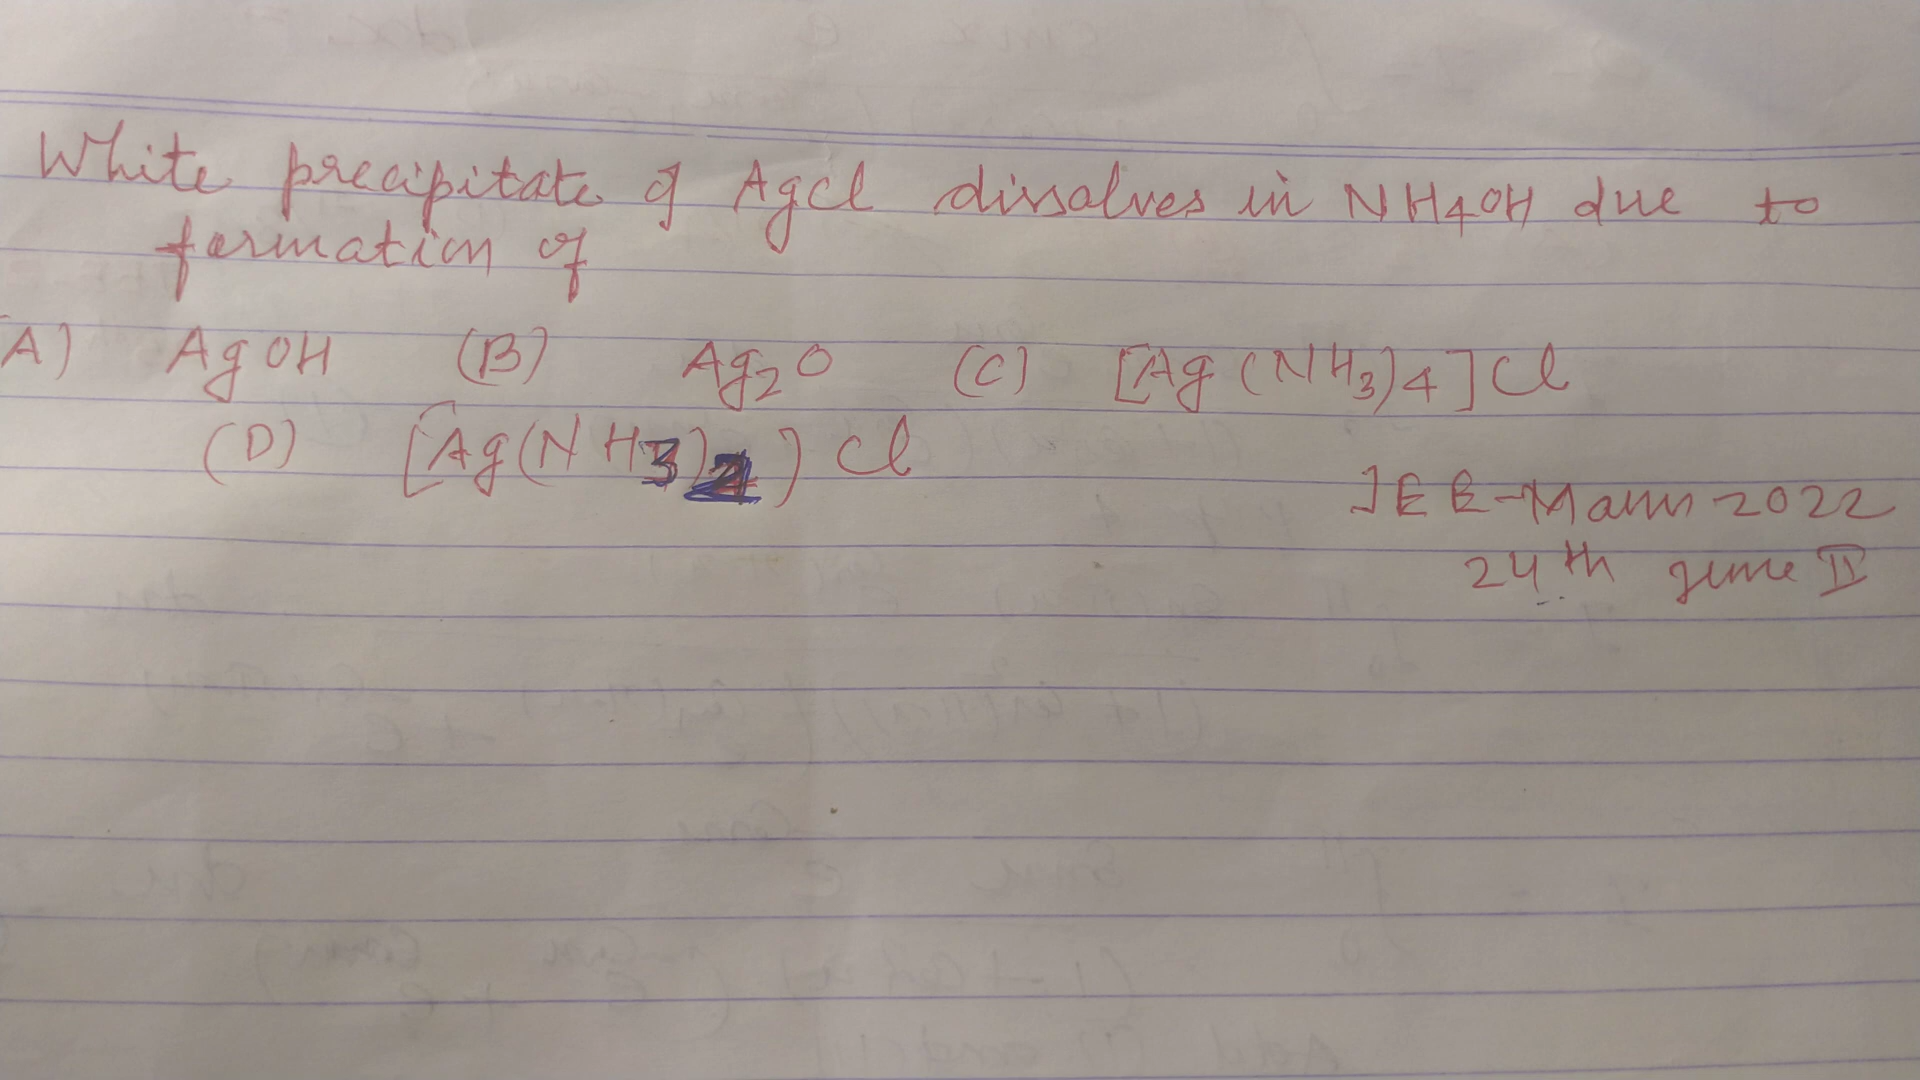 White precipitate of AgCl dissolves in NH4OH due to
formation of
A) AgOH (B) Ag2O (C) [Ag(NH3)4]Cl
(D) [Ag(NH3)2]Cl
JEE-Mains 2022
24th June II